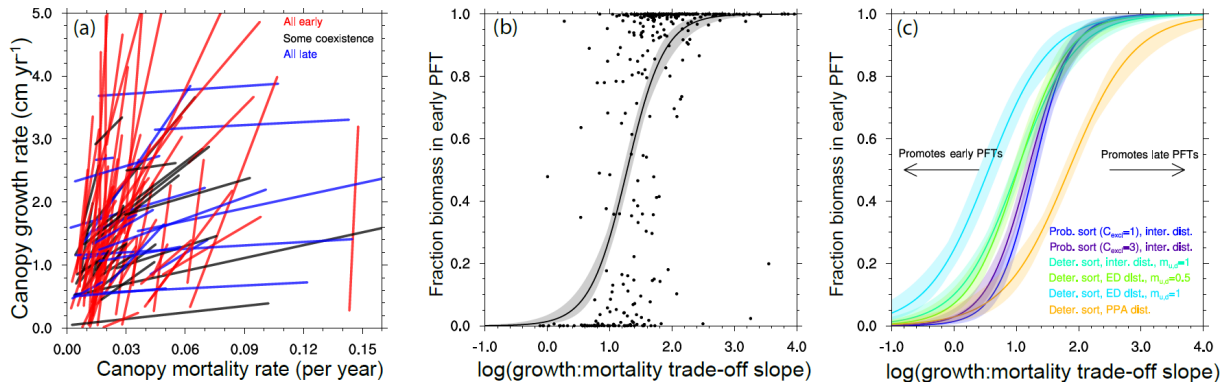 (a)
All early
Some coexistence
All late
Canopy growth rate (cm yr⁻¹)
5.0
4.0
3.0
2.0
1.0
0.0
0.00 0.03 0.06 0.09 0.12 0.15
Canopy mortality rate (per year)
(b)
Fraction biomass in early PFT
1.0
0.8
0.6
0.4
0.2
0.0
-1.0 0.0 1.0 2.0 3.0 4.0
log(growth:mortality trade-off slope)
(c)
Fraction biomass in early PFT
1.0
0.8
0.6
0.4
0.2
0.0
Promotes early PFTs
Promotes late PFTs
Prob. sort (C_excl=1), inter. dist.
Prob. sort (C_excl=3), inter. dist.
Deter. sort, inter. dist., m_u,d=1
Deter. sort, ED dist., m_u,d=0.5
Deter. sort, ED dist., m_u,d=1
Deter. sort, PPA dist.
-1.0 0.0 1.0 2.0 3.0 4.0
log(growth:mortality trade-off slope)